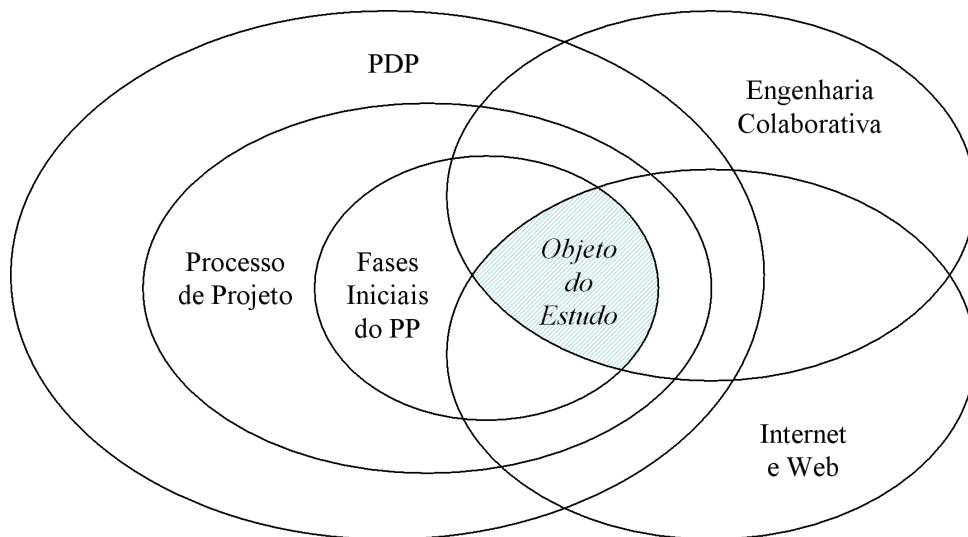 PDP
Engenharia
Colaborativa
Processo
de Projeto
Fases
Iniciais
do PP
Objeto
do
Estudo
Internet
e Web